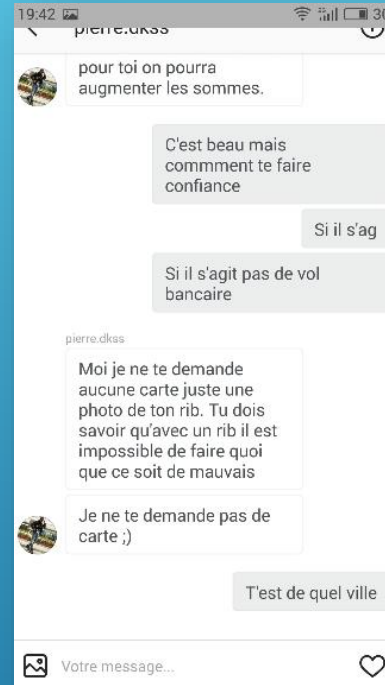 19:42
pour toi on pourra
augmenter les sommes.
C'est beau mais
commment te faire
confiance
Si il s'ag
Si il s'agit pas de vol
bancaire
pierre.dkss
Moi je ne te demande
aucune carte juste une
photo de ton rib. Tu dois
savoir qu'avec un rib il est
impossible de faire quoi
que ce soit de mauvais
Je ne te demande pas de
carte ;)
T'est de quel ville
Votre message...